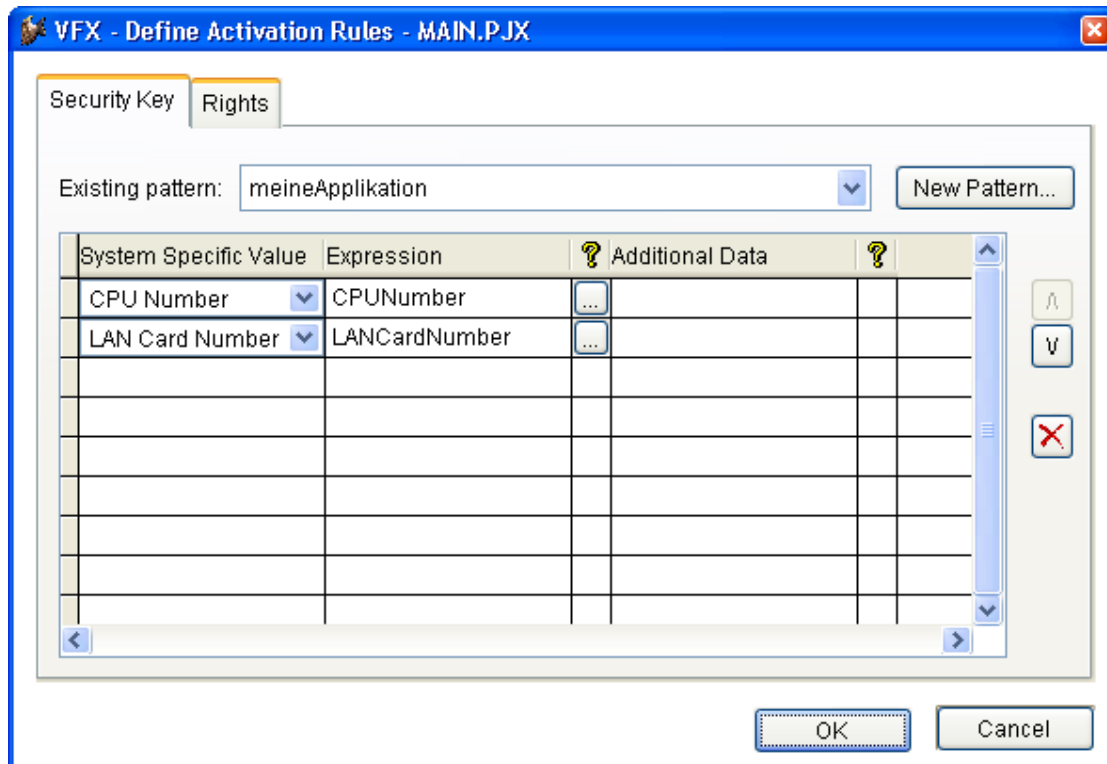 VFX - Define Activation Rules - MAIN.PJX
Security Key Rights
Existing pattern: meineApplikation New Pattern...
System Specific Value Expression ? Additional Data ?
CPU Number CPUNumber ...
LAN Card Number LANCardNumber ...
OK Cancel